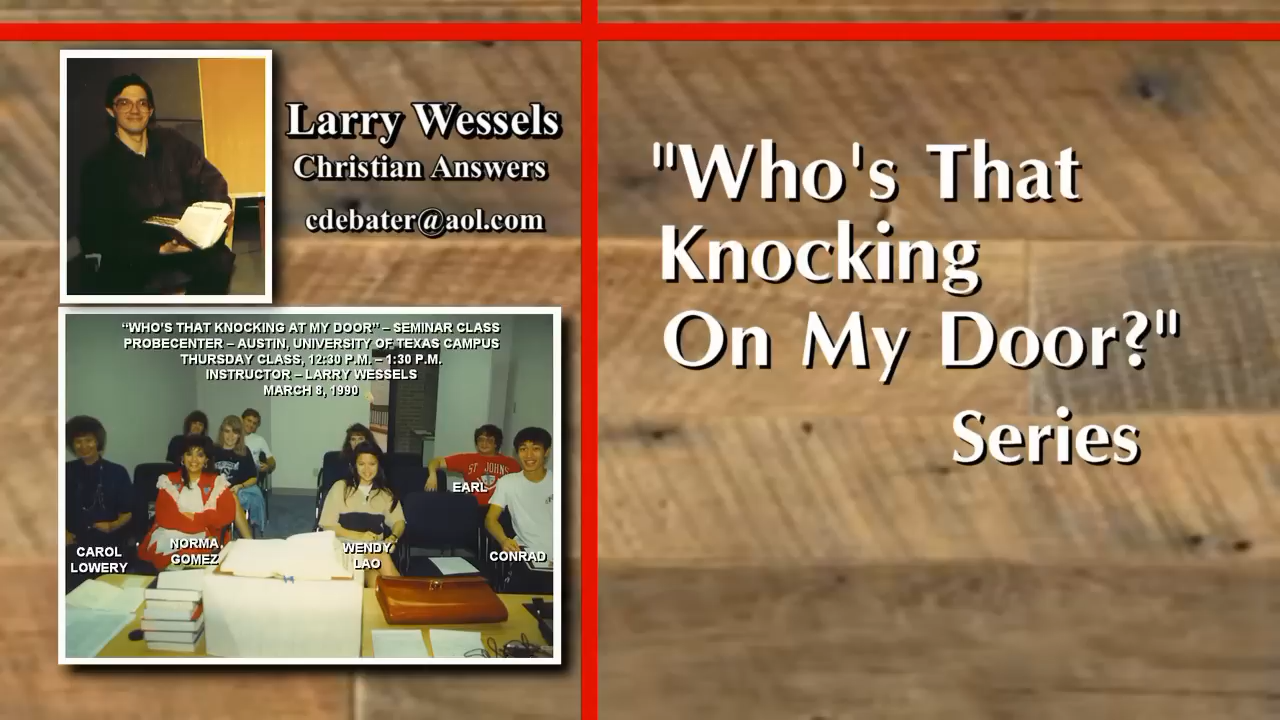 Larry Wessels
Christian Answers
cdebater@aol.com
"Who's That
Knocking
On My Door?"
Series
“WHO'S THAT KNOCKING AT MY DOOR” – SEMINAR CLASS
PROBECENTER – AUSTIN, UNIVERSITY OF TEXAS CAMPUS
THURSDAY CLASS, 12:30 P.M. – 1:30 P.M.
INSTRUCTOR – LARRY WESSELS
MARCH 8, 1990
ST JOHNS
EARL
CAROL
LOWERY
NORMA
GOMEZ
WENDY
LAO
CONRAD